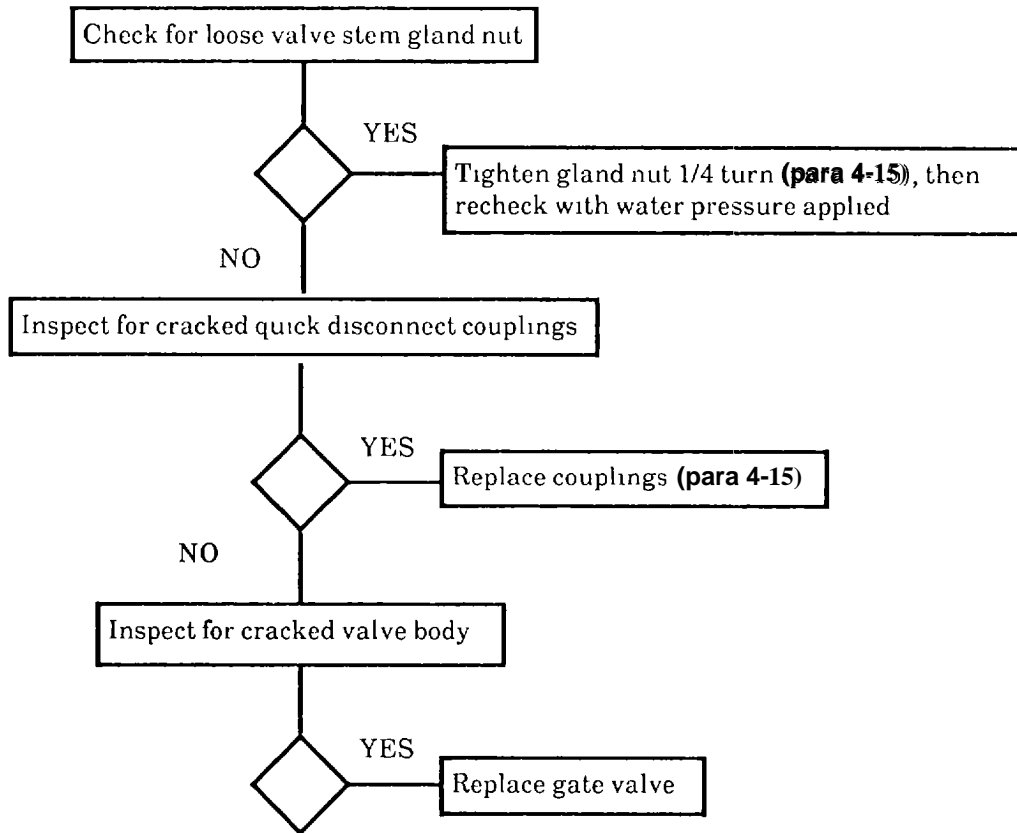 Check for loose valve stem gland nut
YES
Tighten gland nut 1/4 turn (para 4-15), then
recheck with water pressure applied
NO
Inspect for cracked quick disconnect couplings
YES
Replace couplings (para 4-15)
NO
Inspect for cracked valve body
YES
Replace gate valve